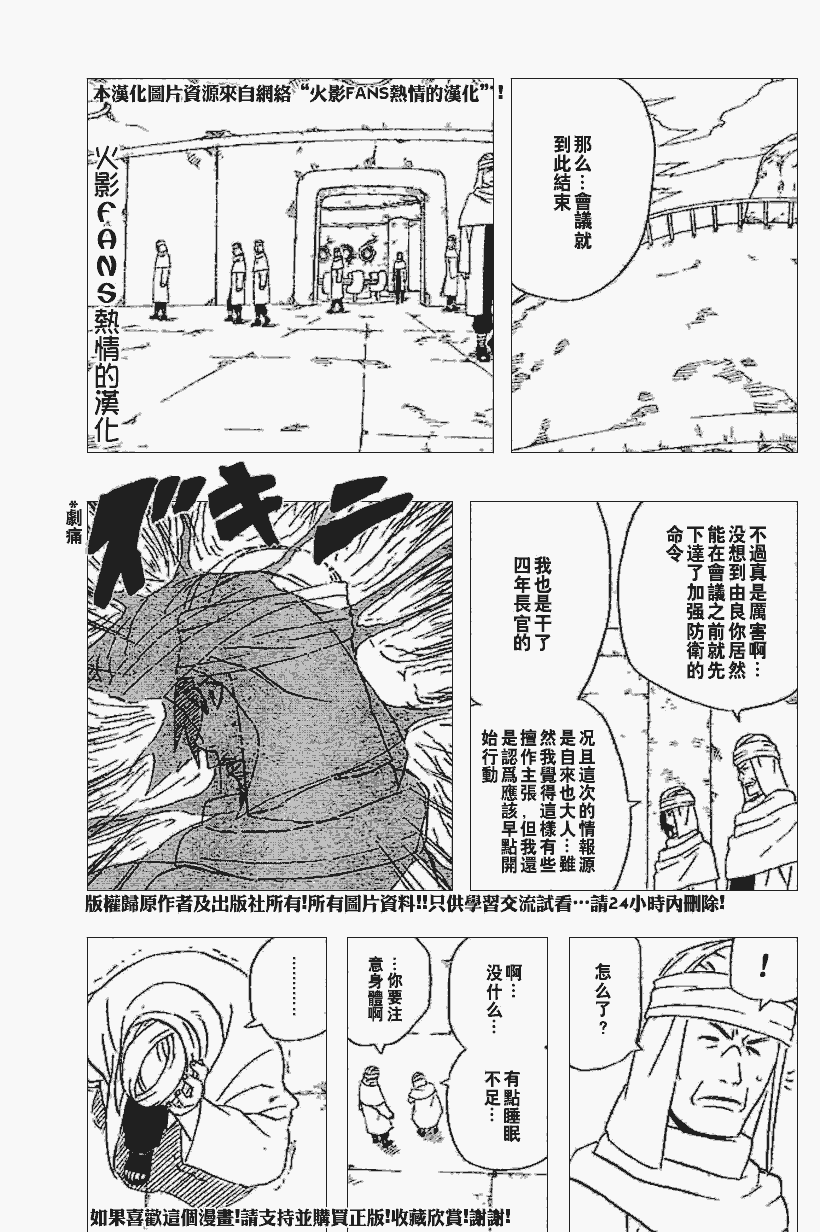 本漢化圖片資源來自網絡“火影FANS熱情的漢化”！
火影FANS熱情的漢化
那么…會議就
到此結束
不過真是厲害啊…
没想到由良你居然
能在會議之前就先
下達了加强防衛的
命令
我也是干了
四年長官的
况且這次的情報源
是自來也大人…雖
然我覺得這樣有些
擅作主張，但我還
是認爲應該早點開
始行動
ズキン
*劇痛
版權歸原作者及出版社所有!所有圖片資料!!只供學習交流試看…請24小時內刪除!
!
怎么了?
啊…
没什么…
有點睡眠
不足…
…你要注
意身體啊
…………
如果喜歡這個漫畫!請支持並購買正版!收藏欣賞!謝謝!